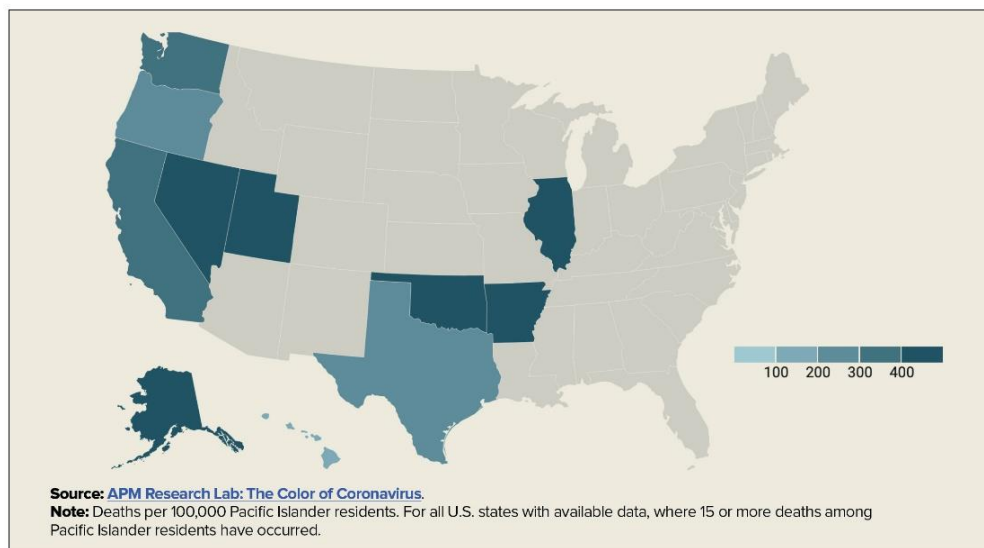 100 200 300 400
Source: APM Research Lab: The Color of Coronavirus.
Note: Deaths per 100,000 Pacific Islander residents. For all U.S. states with available data, where 15 or more deaths among
Pacific Islander residents have occurred.